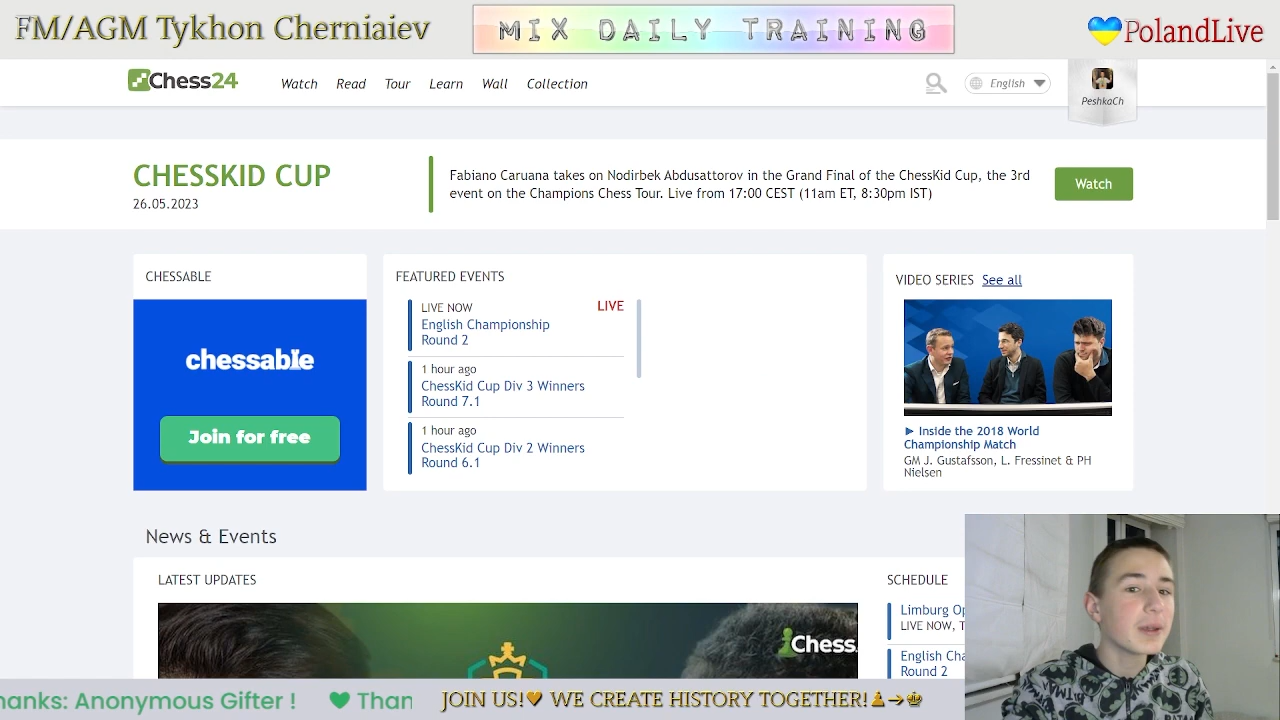 FM/AGM Tykhon Cherniaiev
MIX DAILY TRAINING
PolandLive
Chess24
Watch Read Tour Learn Wall Collection
English
PeshkaCh
CHESSKID CUP
26.05.2023
Fabiano Caruana takes on Nodirbek Abdusattorov in the Grand Final of the ChessKid Cup, the 3rd
event on the Champions Chess Tour. Live from 17:00 CEST (11am ET, 8:30pm IST)
Watch
CHESSABLE
chessable
Join for free
FEATURED EVENTS
LIVE NOW LIVE
English Championship
Round 2
1 hour ago
ChessKid Cup Div 3 Winners
Round 7.1
1 hour ago
ChessKid Cup Div 2 Winners
Round 6.1
VIDEO SERIES See all
Inside the 2018 World
Championship Match
GM J. Gustafsson, L. Fressinet & PH
Nielsen
News & Events
LATEST UPDATES
Chess.
SCHEDULE
Limburg Op
LIVE NOW, T
English Cha
Round 2
hanks: Anonymous Gifter ! Than
JOIN US!🧡 WE CREATE HISTORY TOGETHER!♟→♚